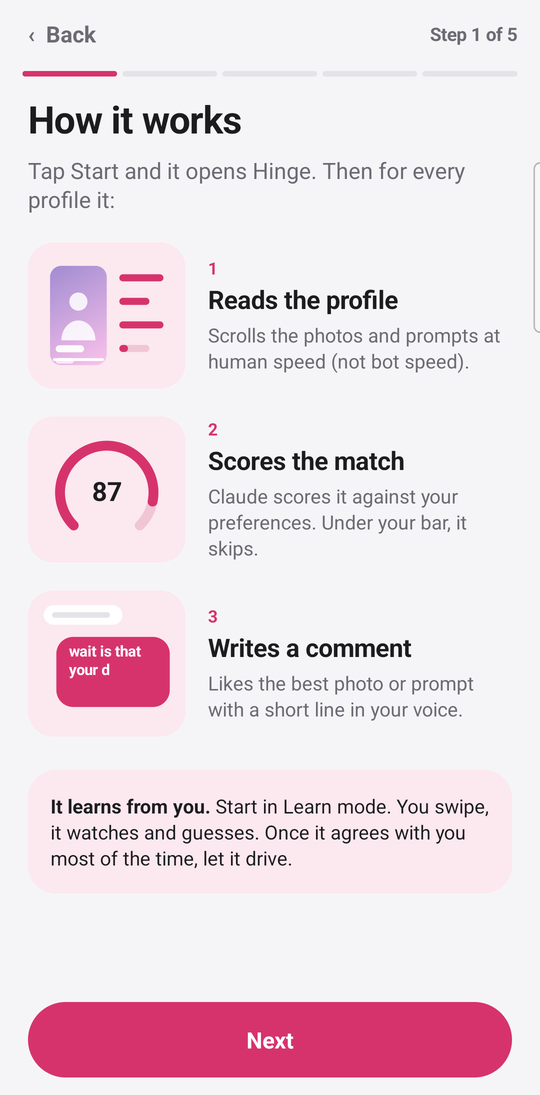 ‹ Back
Step 1 of 5
How it works
Tap Start and it opens Hinge. Then for every
profile it:
1
Reads the profile
Scrolls the photos and prompts at
human speed (not bot speed).
87
2
Scores the match
Claude scores it against your
preferences. Under your bar, it
skips.
wait is that
your d
3
Writes a comment
Likes the best photo or prompt
with a short line in your voice.
It learns from you. Start in Learn mode. You swipe,
it watches and guesses. Once it agrees with you
most of the time, let it drive.
Next